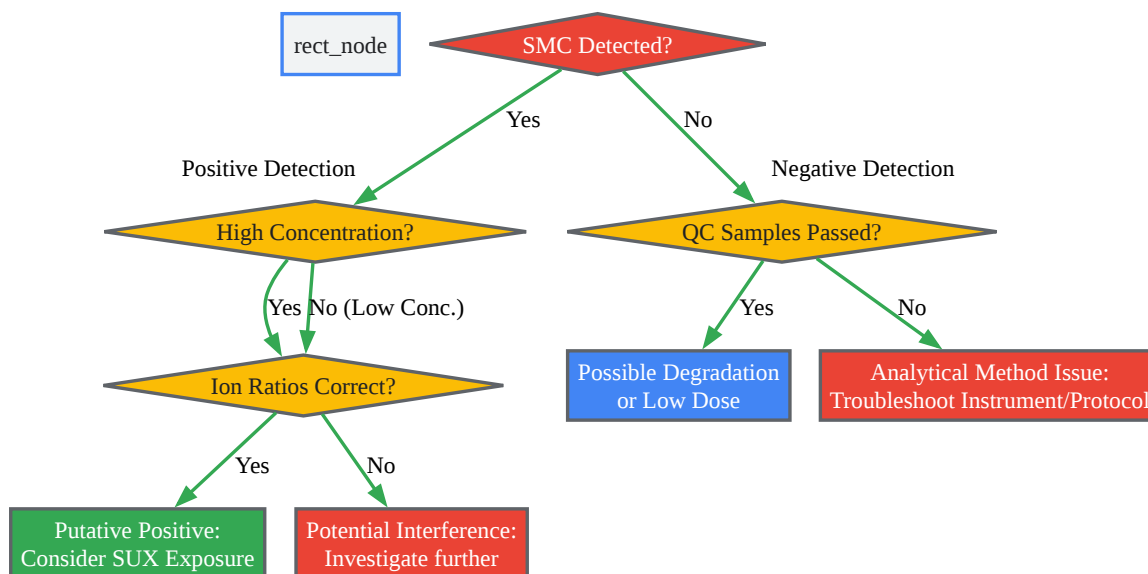 rect_node
SMC Detected?
Yes
No
Positive Detection
Negative Detection
High Concentration?
QC Samples Passed?
Yes
No (Low Conc.)
Yes
No
Ion Ratios Correct?
Possible Degradation
or Low Dose
Analytical Method Issue:
Troubleshoot Instrument/Protocol
Yes
No
Putative Positive:
Consider SUX Exposure
Potential Interference:
Investigate further